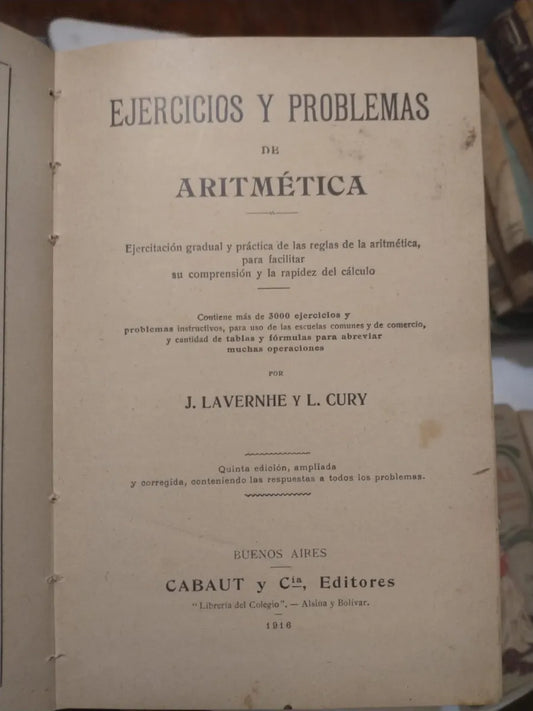 EJERCICIOS Y PROBLEMAS
DE
ARITMÉTICA
Ejercitación gradual y práctica de las reglas de la aritmética,
para facilitar
su comprensión y la rapidez del cálculo
Contiene más de 3000 ejercicios y
problemas instructivos, para uso de las escuelas comunes y de comercio,
y cantidad de tablas y fórmulas para abreviar
muchas operaciones
POR
J. LAVERNHE Y L. CURY
Quinta edición, ampliada
y corregida, conteniendo las respuestas a todos los problemas.
BUENOS AIRES
CABAUT y Cia, Editores
"Librería del Colegio". — Alsina y Bolívar.
1916